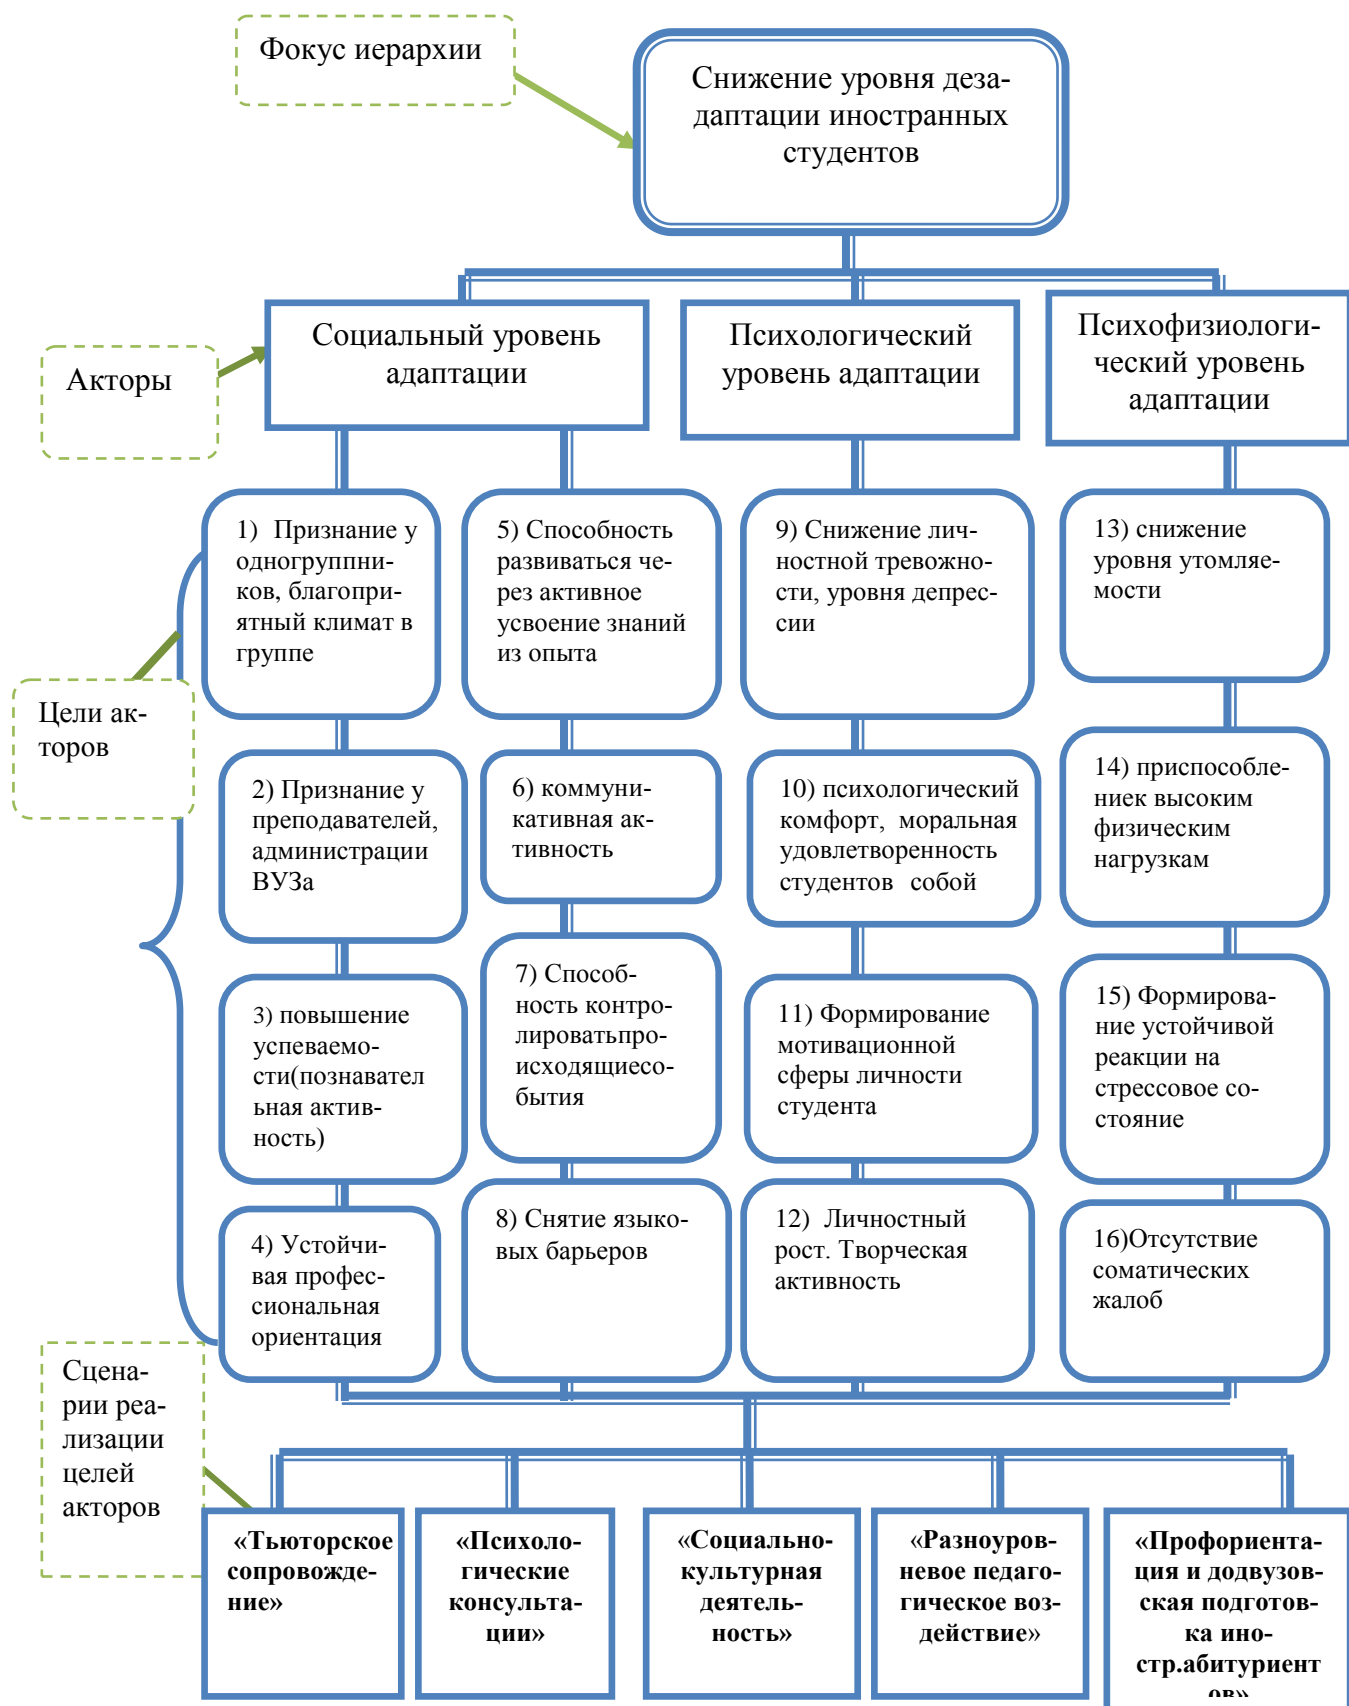 Фокус иерархии
Снижение уровня деза-
даптации иностранных
студентов
Акторы
Социальный уровень
адаптации
Психологический
уровень адаптации
Психофизиологи-
ческий уровень
адаптации
Цели ак-
торов
1) Признание у
одногруппни-
ков, благопри-
ятный климат в
группе
5) Способность
развиваться че-
рез активное
усвоение знаний
из опыта
9) Снижение лич-
ностной тревожно-
сти, уровня депрес-
сии
13) снижение
уровня утомляе-
мости
2) Признание у
преподавателей,
администрации
ВУЗа
6) коммуни-
кативная ак-
тивность
10) психологический
комфорт, моральная
удовлетворенность
студентов собой
14) приспособле-
ниек высоким
физическим
нагрузкам
3) повышение
успеваемо-
сти(познавател
ьная актив-
ность)
7) Способ-
ность контро-
лироватьпро-
исходящиесо-
бытия
11) Формирование
мотивационной
сферы личности
студента
15) Формирова-
ние устойчивой
реакции на
стрессовое со-
стояние
4) Устойчи-
вая профес-
сиональная
ориентация
8) Снятие языко-
вых барьеров
12) Личностный
рост. Творческая
активность
16)Отсутствие
соматических
жалоб
Сцена-
рии реа-
лизации
целей
акторов
«Тьюторское
сопровожде-
ние»
«Психоло-
гические
консульта-
ции»
«Социально-
культурная
деятель-
ность»
«Разноуров-
невое педаго-
гическое воз-
действие»
«Профориента-
ция и додвузов-
ская подготов-
ка ино-
стр.абитуриент
ов»